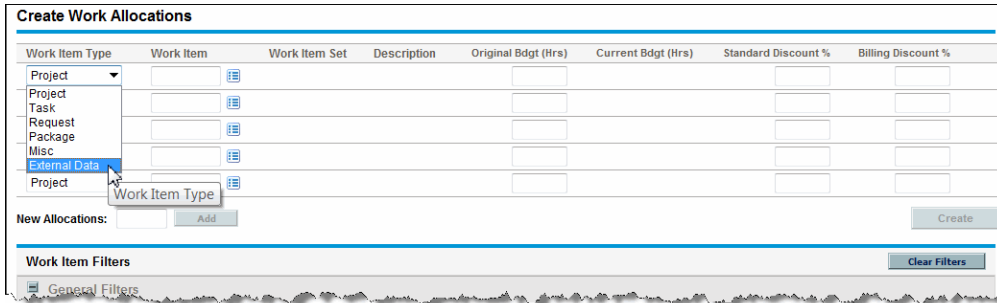 Create Work Allocations
Work Item Type Work Item Work Item Set Description Original Bdgt (Hrs) Current Bdgt (Hrs) Standard Discount % Billing Discount %
Project
Project
Task
Request
Package
Misc
External Data
Project
Work Item Type
New Allocations: Add Create
Work Item Filters Clear Filters
General Filters